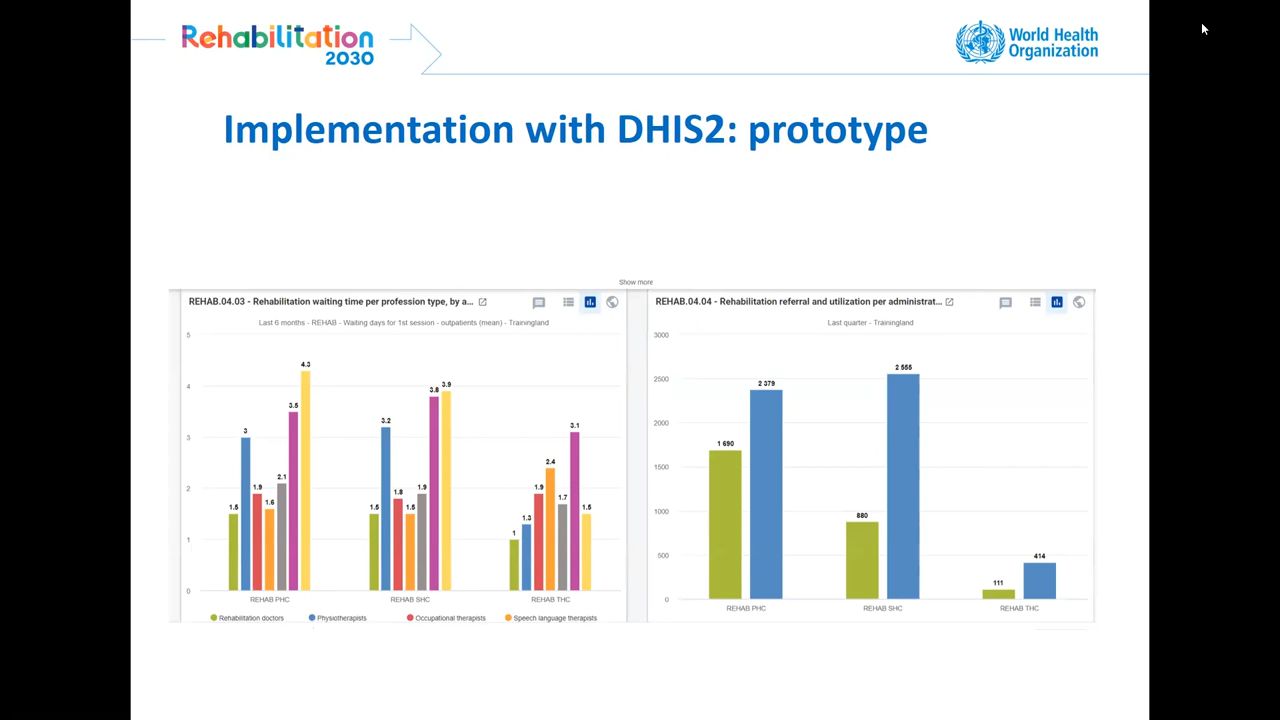 Rehabilitation
2030
World Health
Organization
Implementation with DHIS2: prototype
Show more
REHAB.04.03 - Rehabilitation waiting time per profession type, by a...
Last 6 months - REHAB - Waiting days for 1st session - outpatients (mean) - Trainingland
5
4
3
2
1
0
1.5
3
1.9
1.6
2.1
3.5
4.3
1.5
3.2
1.8
1.5
1.9
3.8
3.9
1
1.3
1.9
2.4
1.7
3.1
1.5
REHAB PHC
REHAB SHC
REHAB THC
Rehabilitation doctors
Physiotherapists
Occupational therapists
Speech language therapists
REHAB.04.04 - Rehabilitation referral and utilization per administrat...
Last quarter - Trainingland
3000
2500
2000
1500
1000
500
0
1 690
2 379
880
2 555
111
414
REHAB PHC
REHAB SHC
REHAB THC